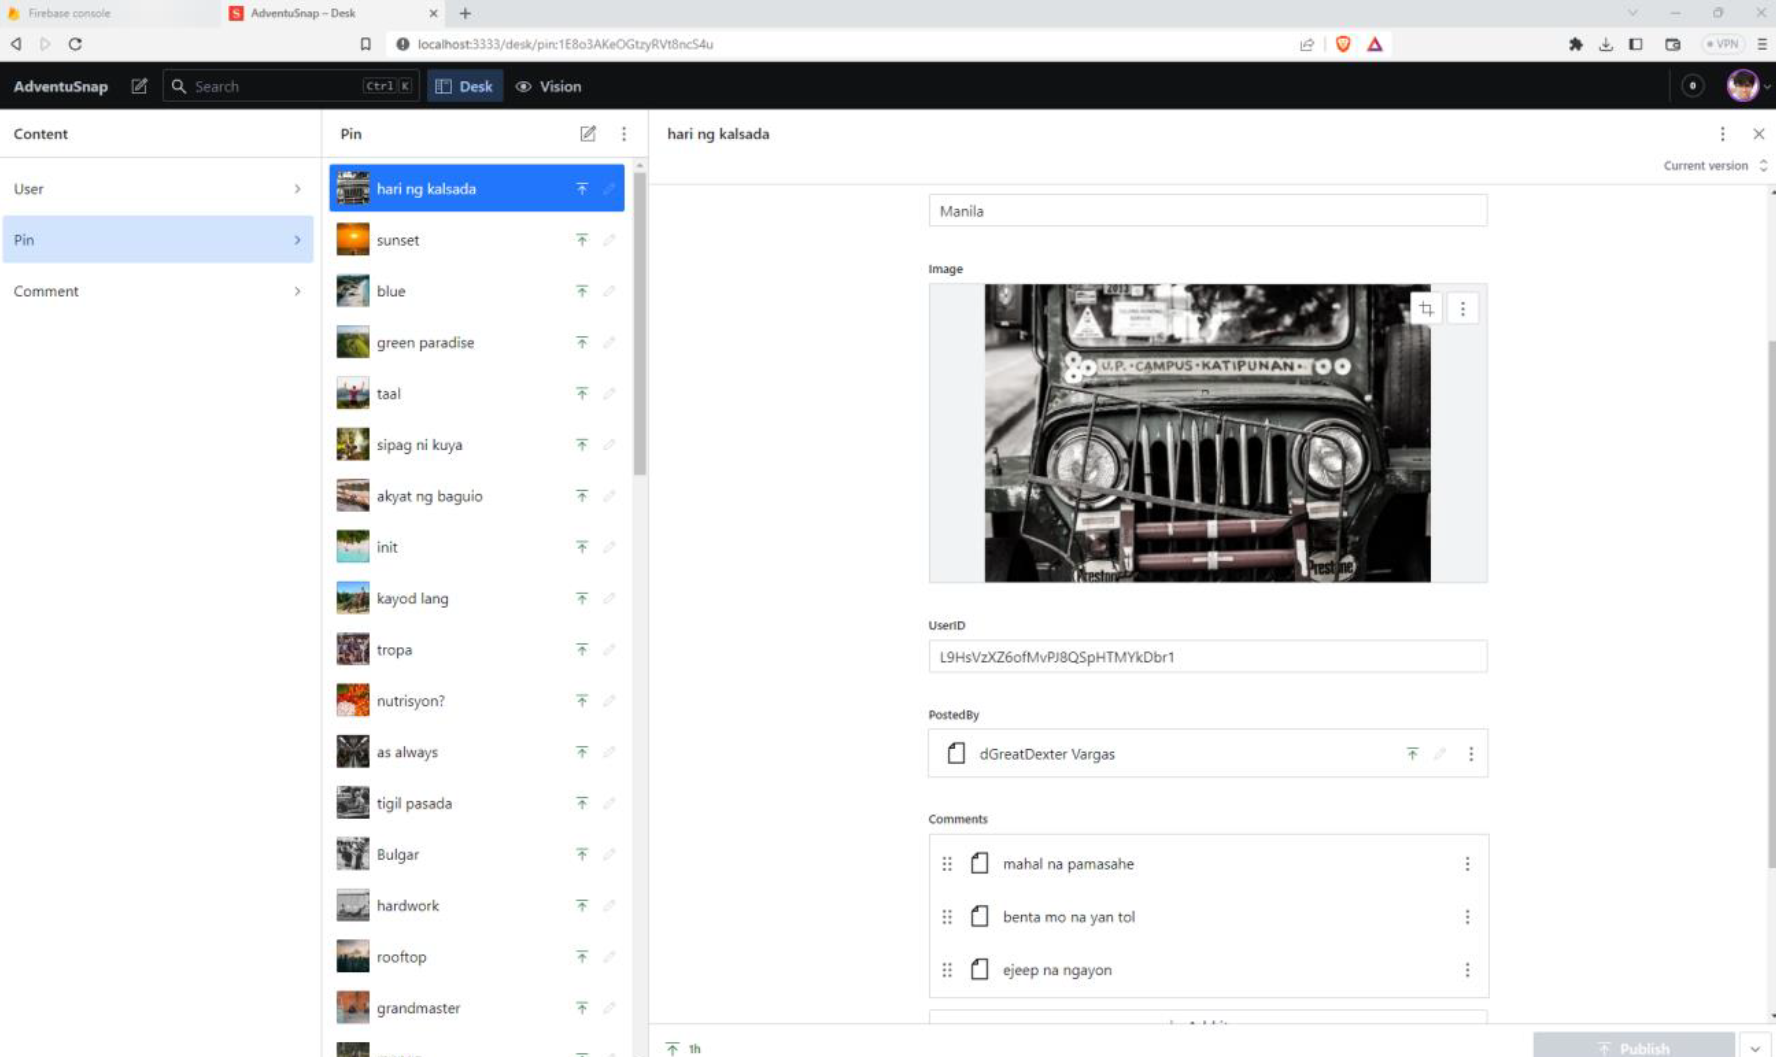 Firebase console
AdventuSnap – Desk
localhost:3333/desk/pin;1E8o3AKeOGtzyRVt8ncS4u
VPN
AdventuSnap
Search
Ctrl K
Desk
Vision
0
Content
Pin
hari ng kalsada
Current version
User
Pin
Comment
hari ng kalsada
sunset
blue
green paradise
taal
sipag ni kuya
akyat ng baguio
init
kayod lang
tropa
nutrisyon?
as always
tigil pasada
Bulgar
hardwork
rooftop
grandmaster
Manila
Image
2033
U.P. • CAMPUS • KATIPUNAN •
Prestone
Prestone
UserID
L9HsVzXZ6ofMvPJ8QSpHTMYkDbr1
PostedBy
dGreatDexter Vargas
Comments
mahal na pamasahe
benta mo na yan tol
ejeep na ngayon
1h
Publish